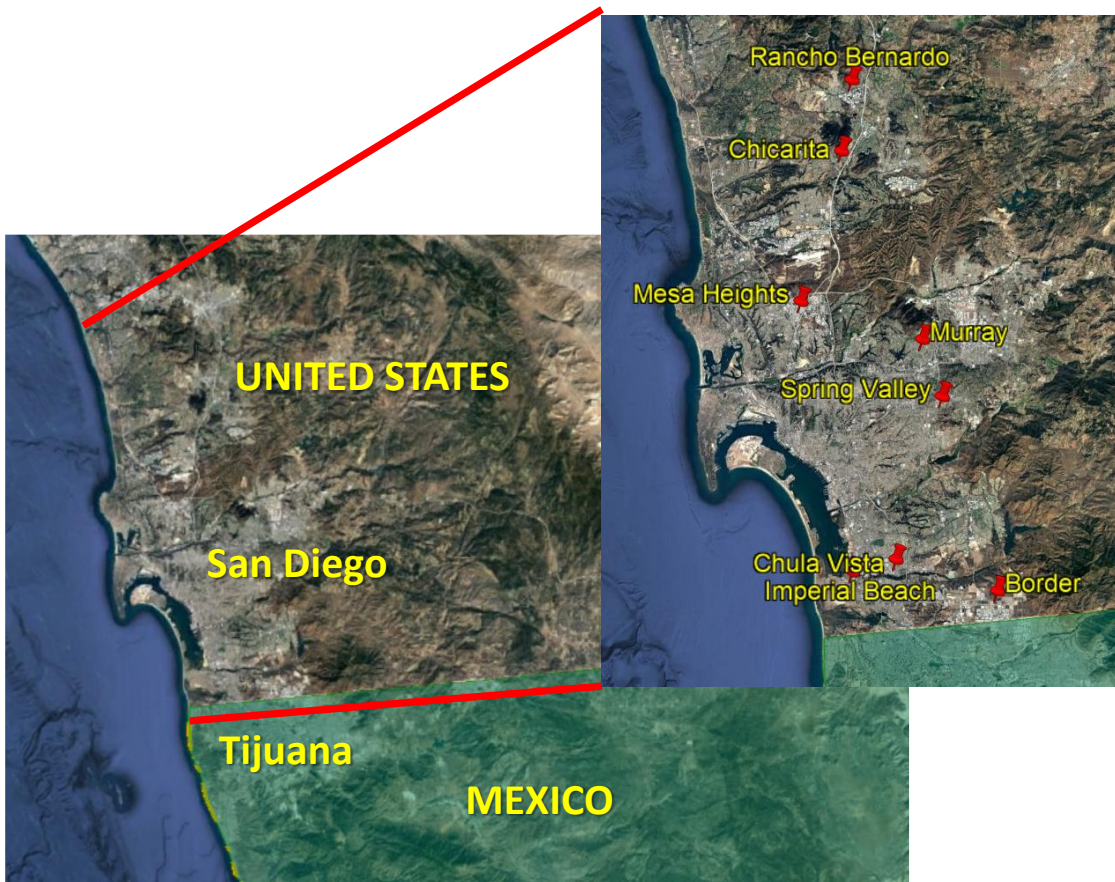 Rancho Bernardo
Chicarita
Mesa Heights
Murray
Spring Valley
Chula Vista
Imperial Beach
Border
UNITED STATES
San Diego
Tijuana
MEXICO